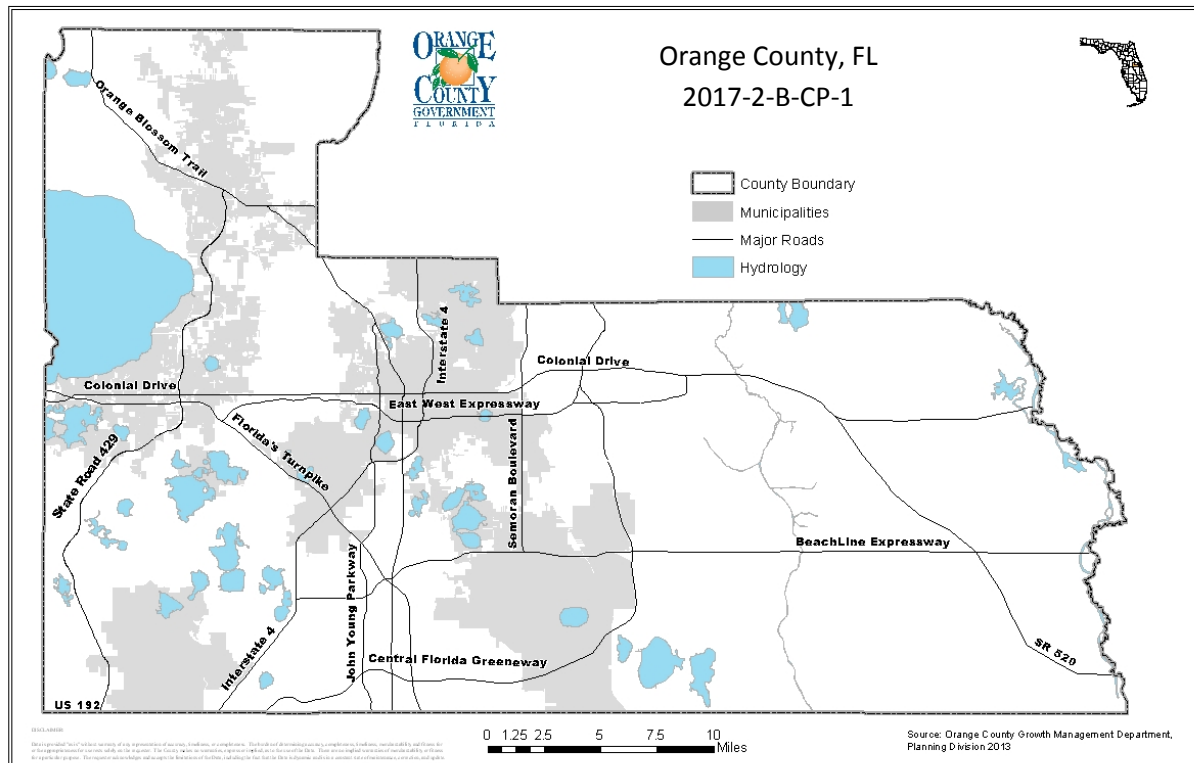 ORANGE
COUNTY
GOVERNMENT
FLORIDA
Orange County, FL
2017-2-B-CP-1
County Boundary
Municipalities
Major Roads
Hydrology
Orange Blossom Trail
Interstate 4
Colonial Drive
Colonial Drive
East West Expressway
Florida's Turnpike
State Road 429
Semoran Boulevard
BeachLine Expressway
John Young Parkway
Interstate 4
Central Florida Greeneway
SR 520
US 192
DISCLAIMER:
0 1.25 2.5 5 7.5 10
Miles
Source: Orange County Growth Management Department,
Planning Division